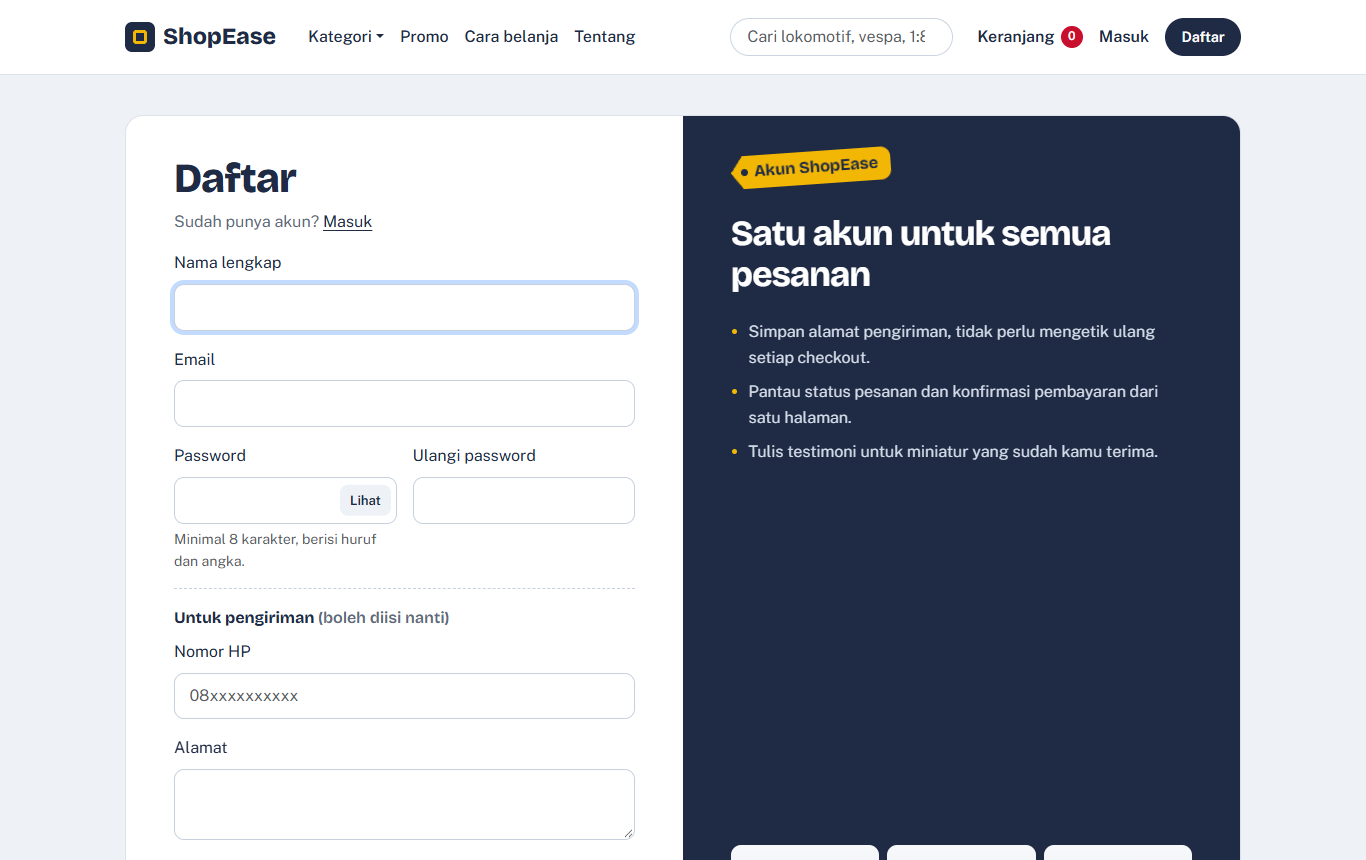 ShopEase
Kategori
Promo
Cara belanja
Tentang
Cari lokomotif, vespa, 1:8
Keranjang 0
Masuk
Daftar
Daftar
Sudah punya akun? Masuk
Nama lengkap
Email
Password
Ulangi password
Lihat
Minimal 8 karakter, berisi huruf
dan angka.
Untuk pengiriman (boleh diisi nanti)
Nomor HP
08xxxxxxxxxx
Alamat
Akun ShopEase
Satu akun untuk semua
pesanan
Simpan alamat pengiriman, tidak perlu mengetik ulang
setiap checkout.
Pantau status pesanan dan konfirmasi pembayaran dari
satu halaman.
Tulis testimoni untuk miniatur yang sudah kamu terima.